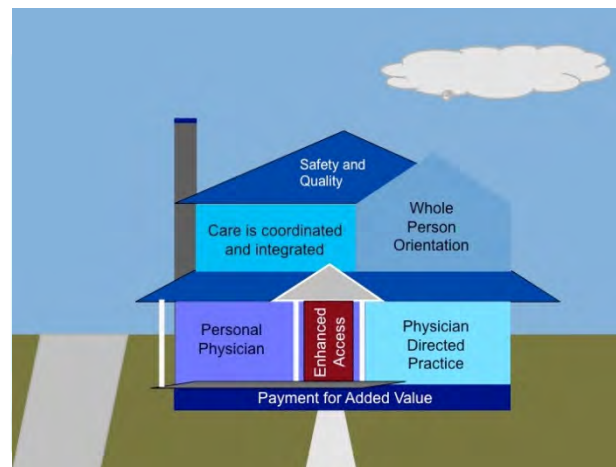 Safety and
Quality
Care is coordinated
and integrated
Whole
Person
Orientation
Personal
Physician
Enhanced
Access
Physician
Directed
Practice
Payment for Added Value